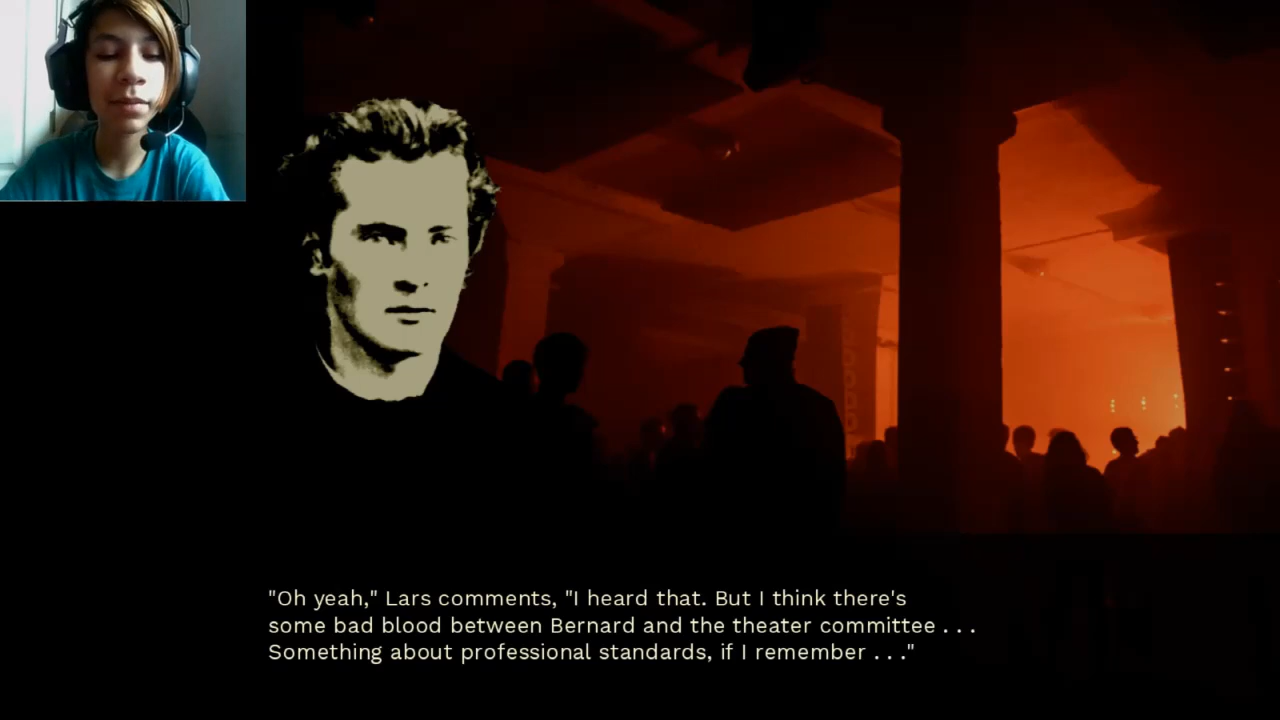 "Oh yeah," Lars comments, "I heard that. But I think there's
some bad blood between Bernard and the theater committee . . .
Something about professional standards, if I remember . . ."